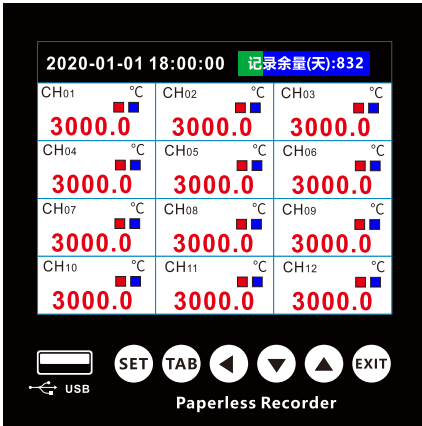 2020-01-01 18:00:00 记录余量(天):832
CH01 ℃ CH02 ℃ CH03 ℃
3000.0 3000.0 3000.0
CH04 ℃ CH05 ℃ CH06 ℃
3000.0 3000.0 3000.0
CH07 ℃ CH08 ℃ CH09 ℃
3000.0 3000.0 3000.0
CH10 ℃ CH11 ℃ CH12 ℃
3000.0 3000.0 3000.0
SET TAB EXIT
USB
Paperless Recorder